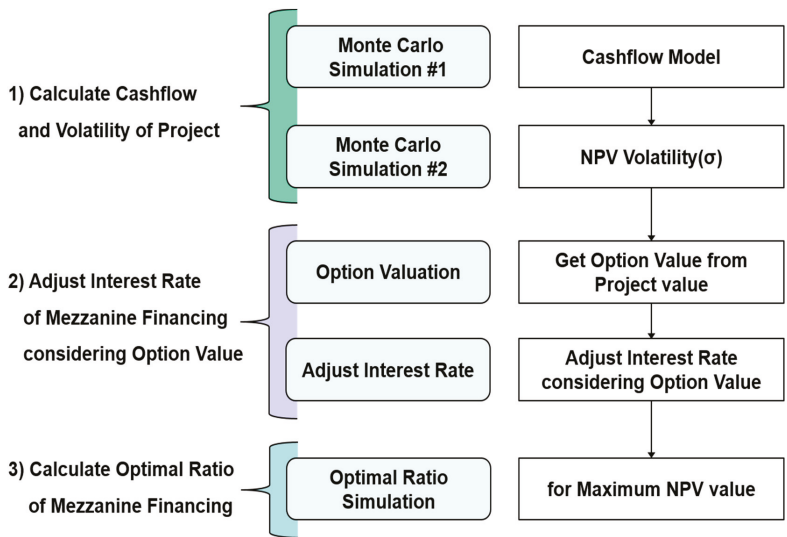 1) Calculate Cashflow
and Volatility of Project
Monte Carlo
Simulation #1
Cashflow Model
Monte Carlo
Simulation #2
NPV Volatility(σ)
2) Adjust Interest Rate
of Mezzanine Financing
considering Option Value
Option Valuation
Get Option Value from
Project value
Adjust Interest Rate
Adjust Interest Rate
considering Option Value
3) Calculate Optimal Ratio
of Mezzanine Financing
Optimal Ratio
Simulation
for Maximum NPV value